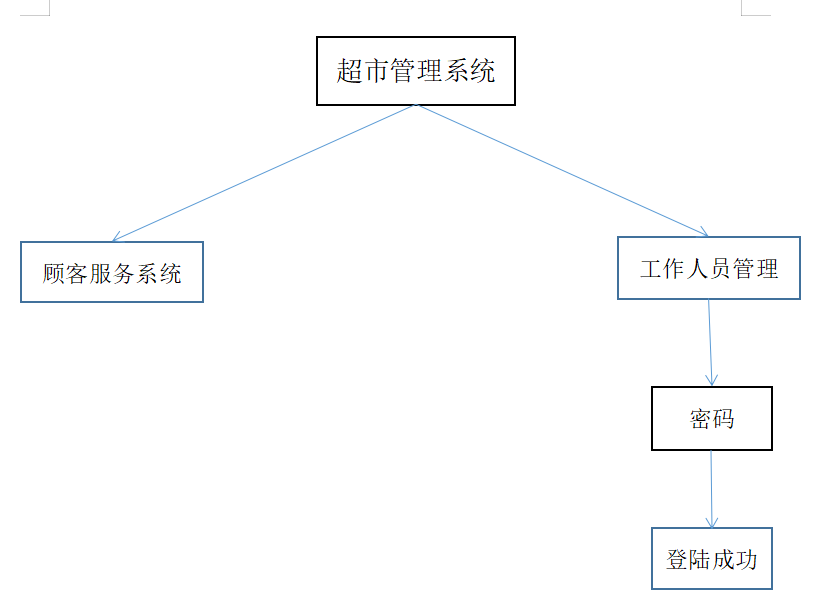 超市管理系统
顾客服务系统
工作人员管理
密码
登陆成功